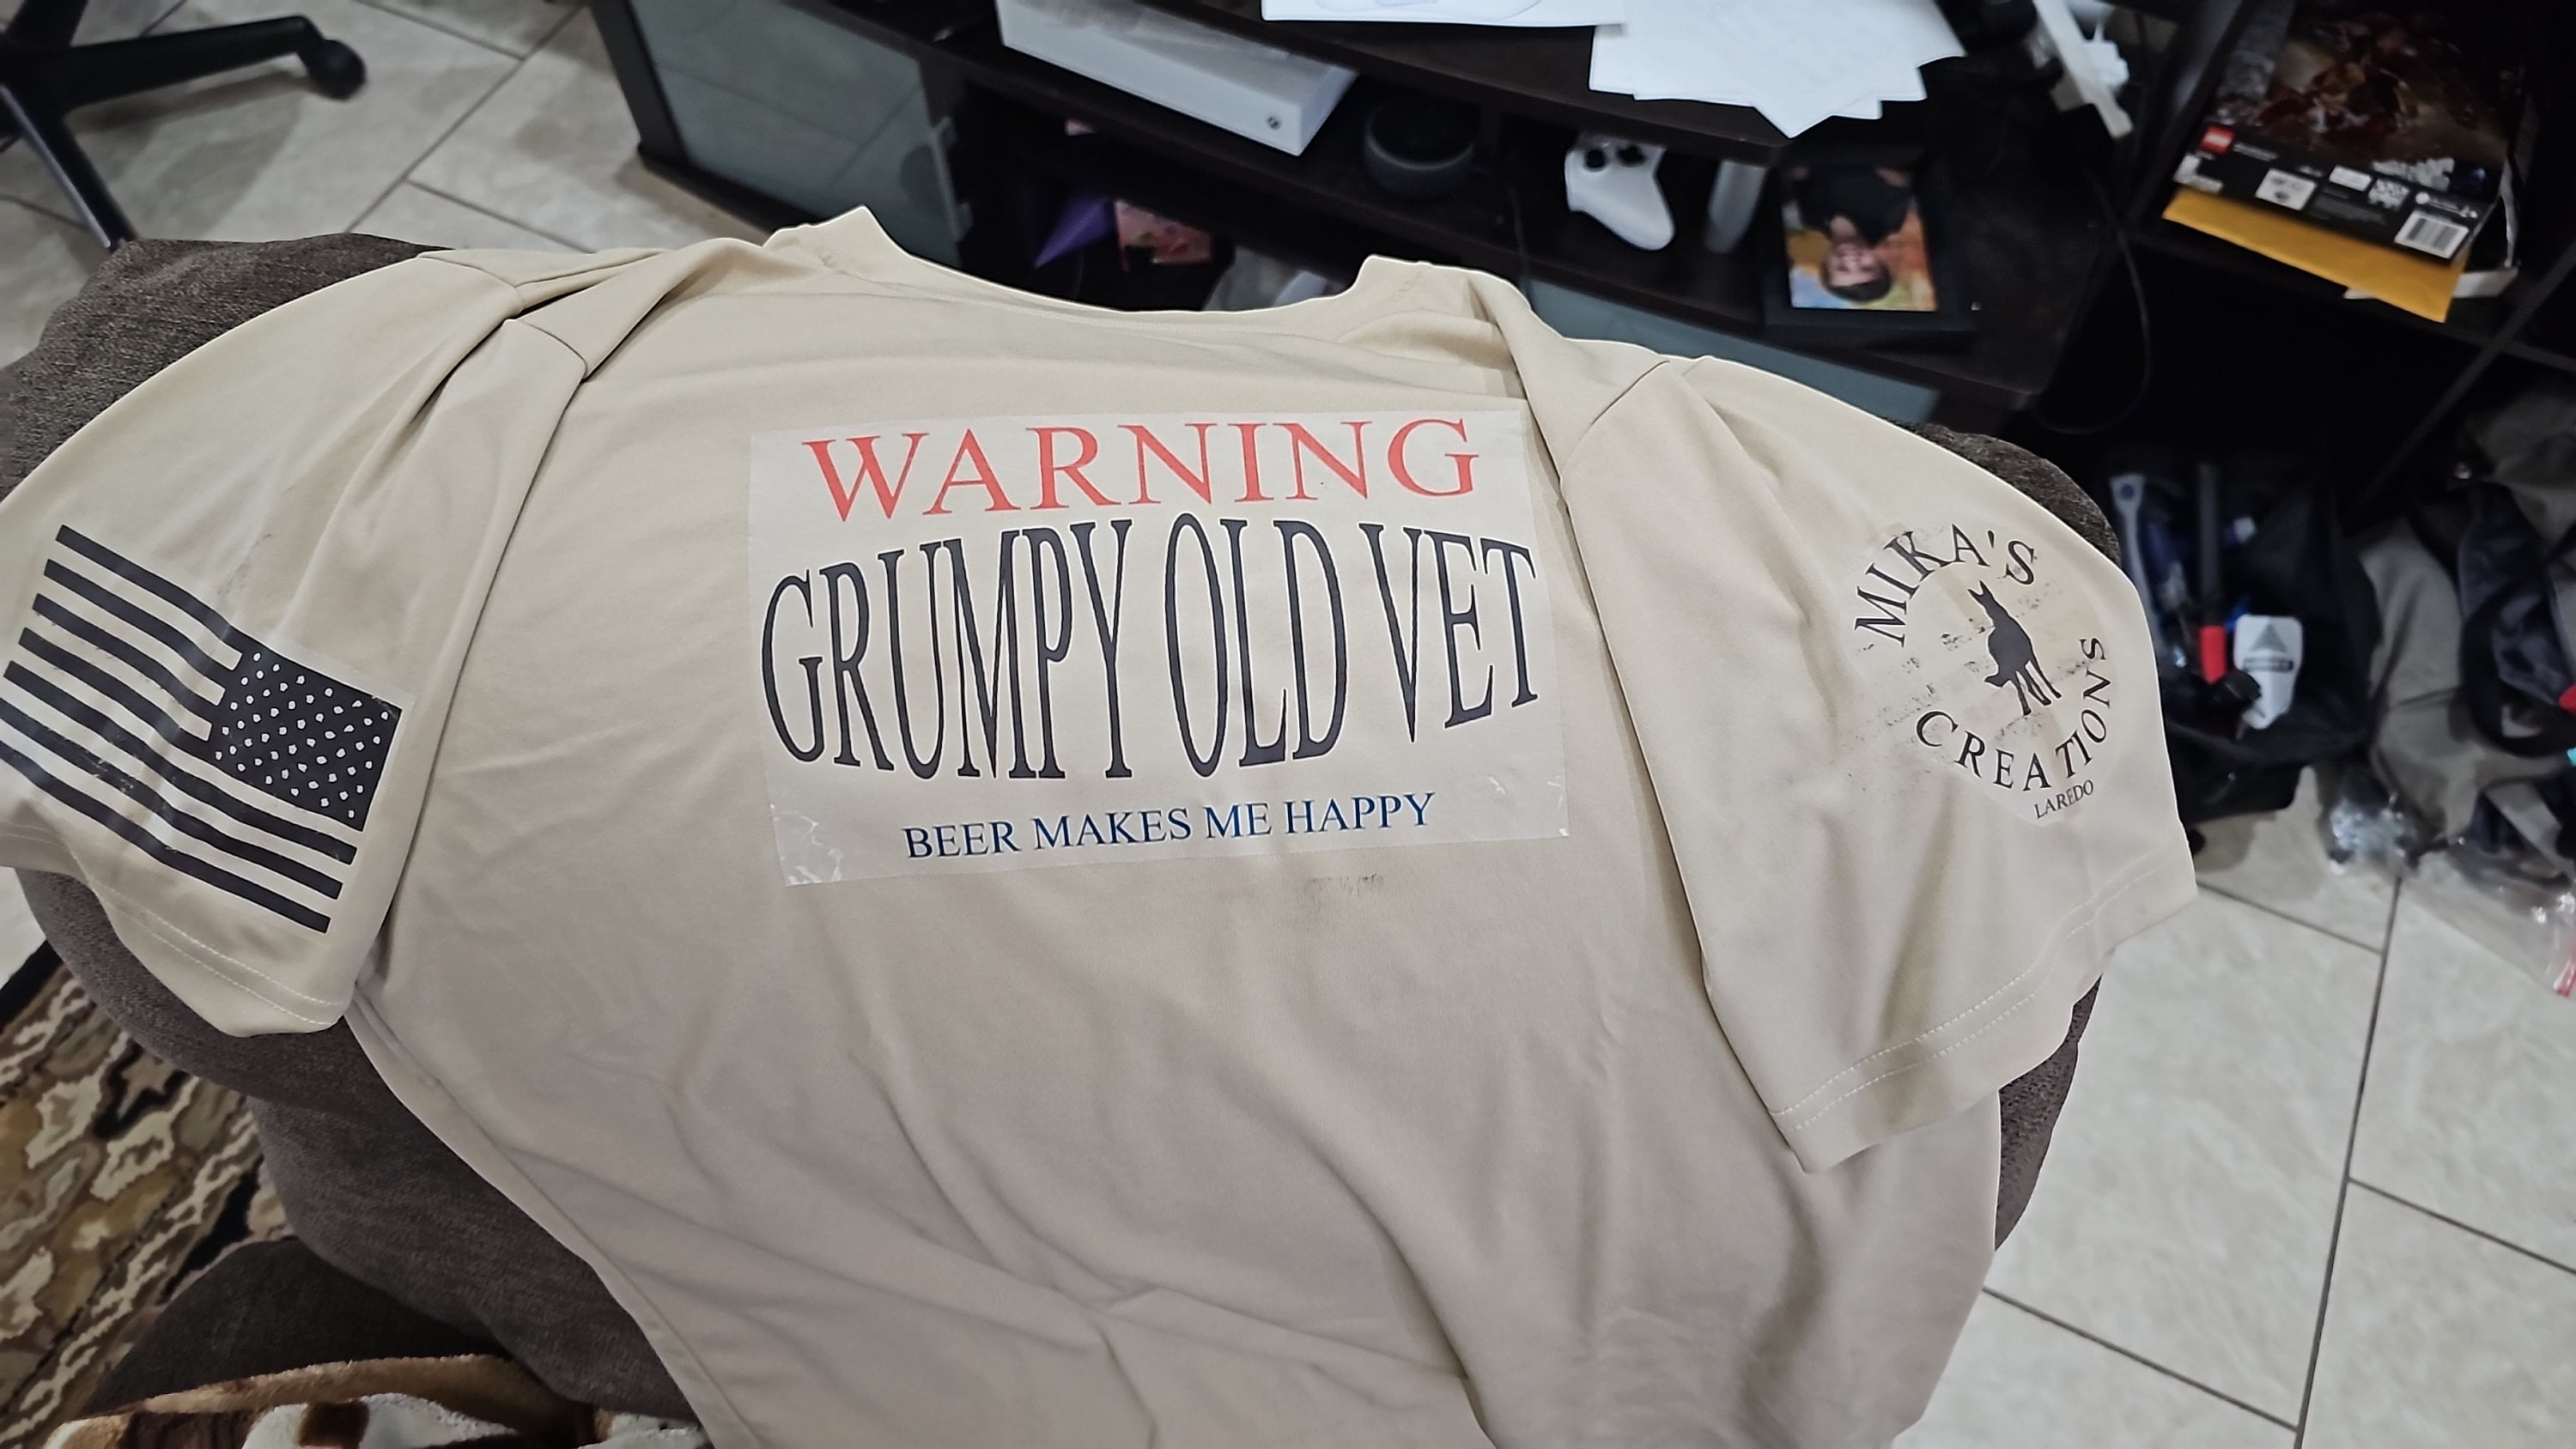 WARNING
GRUMPY OLD VET
BEER MAKES ME HAPPY
MIKA'S
CREATIONS
LAREDO